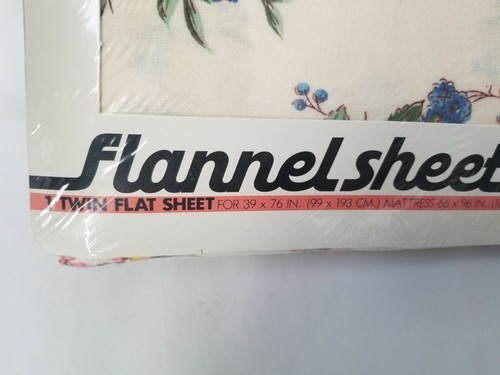 flannel sheet
1 TWIN FLAT SHEET FOR 39 x 76 IN. (99 x 193 CM.) MATTRESS 66 x 96 IN.